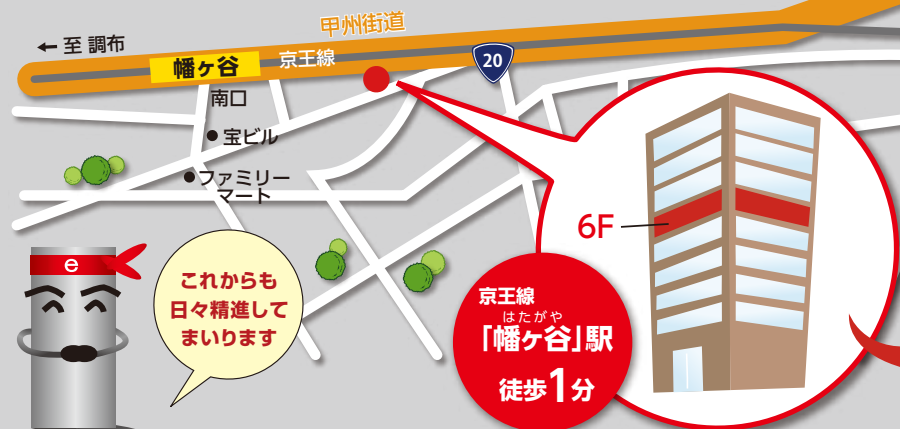 甲州街道
← 至 調布
幡ヶ谷
京王線
20
南口
宝ビル
ファミリー
マート
6F
e
これからも
日々精進して
まいります
京王線
はたがや
「幡ヶ谷」駅
徒歩1分